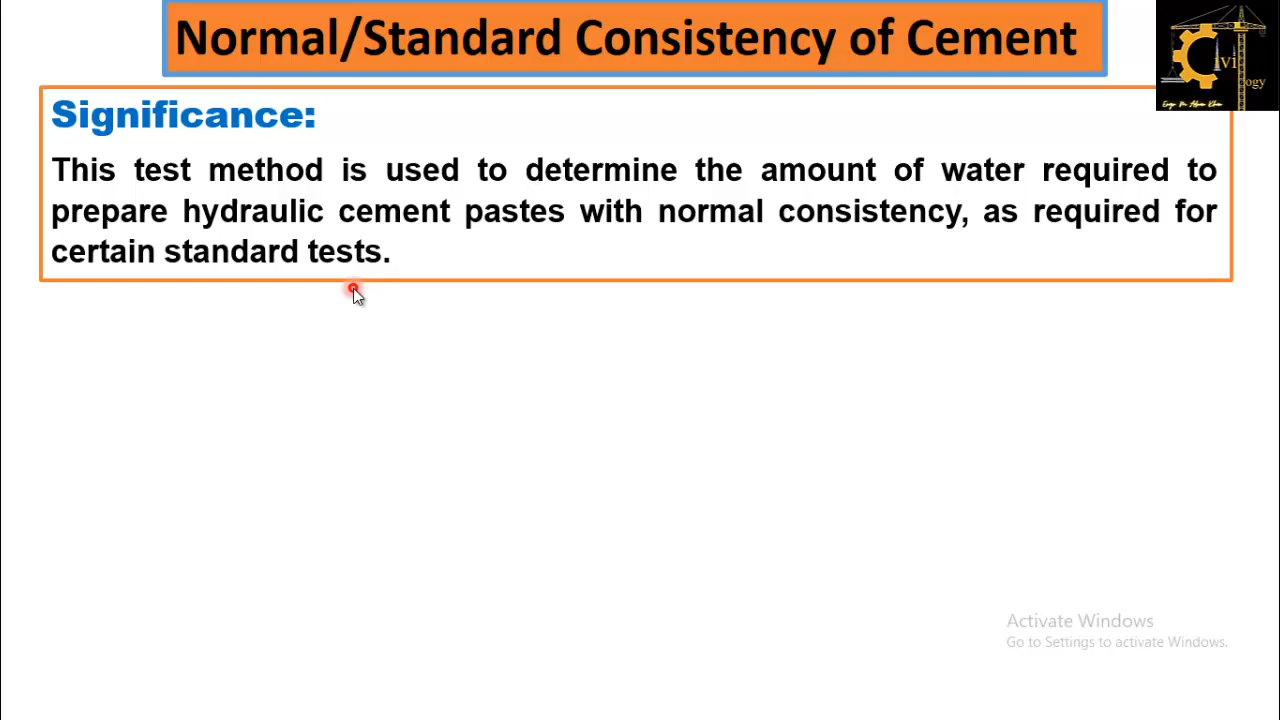 Normal/Standard Consistency of Cement
ivi
logy
Significance:
This test method is used to determine the amount of water required to
prepare hydraulic cement pastes with normal consistency, as required for
certain standard tests.
Activate Windows
Go to Settings to activate Windows.